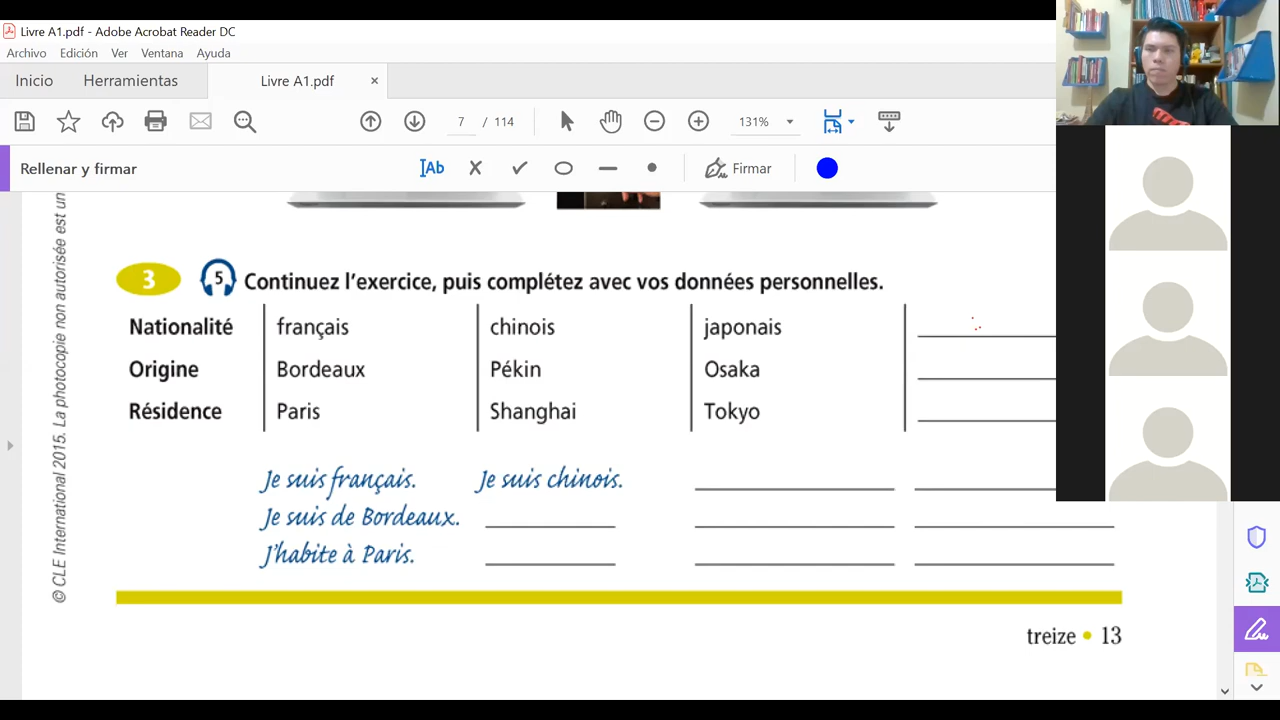 Livre A1.pdf - Adobe Acrobat Reader DC
Archivo Edición Ver Ventana Ayuda
Inicio Herramientas Livre A1.pdf ×
7 / 114 131%
Rellenar y firmar Ab Firmar
© CLE International 2015. La photocopie non autorisée est un
3 5 Continuez l'exercice, puis complétez avec vos données personnelles.
Nationalité français chinois japonais
Origine Bordeaux Pékin Osaka
Résidence Paris Shanghai Tokyo
Je suis français. Je suis chinois.
Je suis de Bordeaux.
J'habite à Paris.
treize • 13